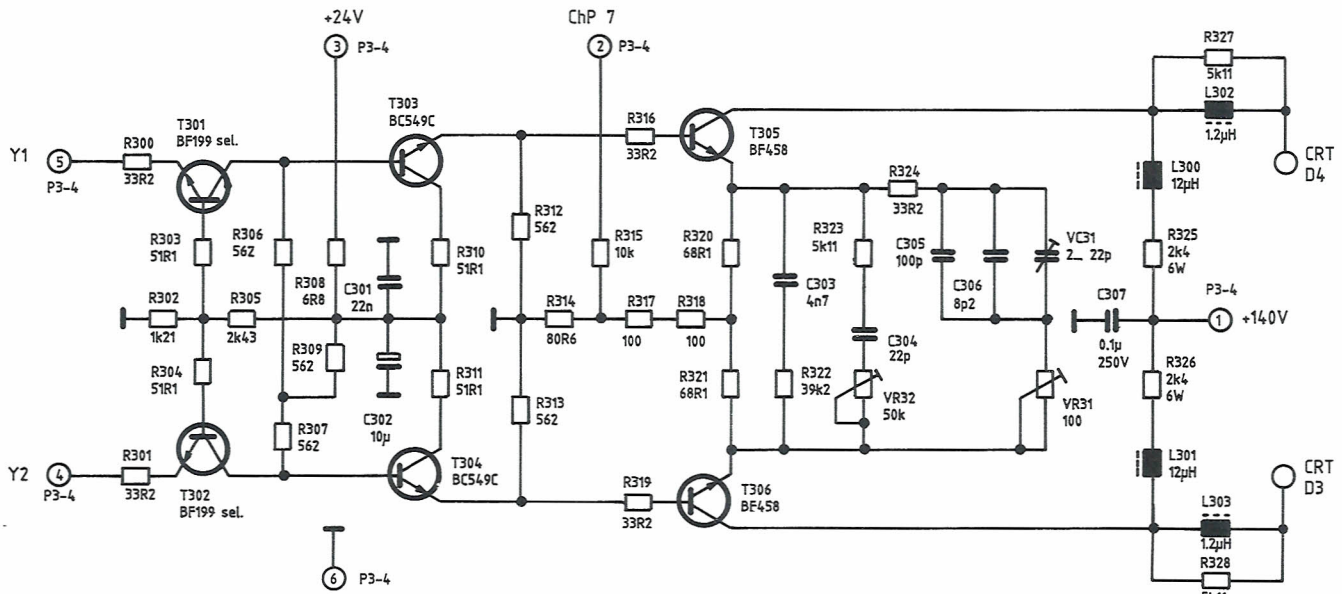 +24V
3 P3-4
ChP 7
2 P3-4
R327
5k11
L302
1.2µH
T303
BC549C
T301
BF199 sel.
R316
33R2
T305
BF458
Y1
5
P3-4
R300
33R2
CRT
D4
L300
12µH
R324
33R2
R303
51R1
R306
562
R308
6R8
C301
22n
R310
51R1
R312
562
R315
10k
R320
68R1
C303
4n7
R323
5k11
C305
100p
C306
8p2
VC31
2_ 22p
R325
2k4
6W
R302
1k21
R305
2k43
R314
80R6
R317
100
R318
100
C307
0.1µ
250V
P3-4
1 +140V
R304
51R1
R309
562
C302
10µ
R311
51R1
R313
562
R321
68R1
R322
39k2
C304
22p
VR32
50k
VR31
100
R326
2k4
6W
R307
562
L301
12µH
Y2
4
P3-4
R301
33R2
T302
BF199 sel.
T304
BC549C
R319
33R2
T306
BF458
CRT
D3
L303
1.2µH
R328
6 P3-4